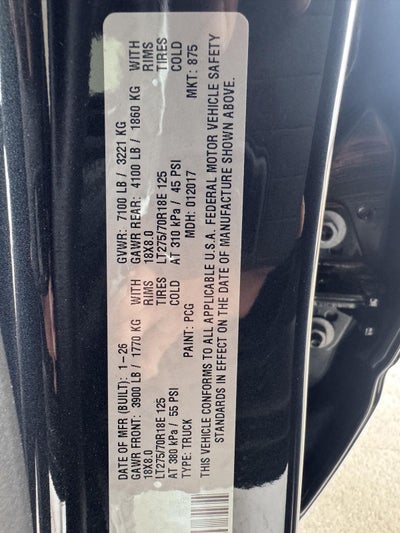 DATE OF MFR (BUILT): 1-26 GVWR: 7100 LB / 3221 KG
GAWR FRONT: 3900 LB / 1770 KG WITH GAWR REAR: 4100 LB / 1860 KG WITH
18X8.0 RIMS 18X8.0 RIMS
LT275/70R18E 125 TIRES LT275/70R18E 125 TIRES
AT 380 kPa / 55 PSI COLD AT 310 kPa / 45 PSI COLD
TYPE: TRUCK PAINT: PCG MDH: 012017 MKT: 875
THIS VEHICLE CONFORMS TO ALL APPLICABLE U.S.A. FEDERAL MOTOR VEHICLE SAFETY
STANDARDS IN EFFECT ON THE DATE OF MANUFACTURE SHOWN ABOVE.